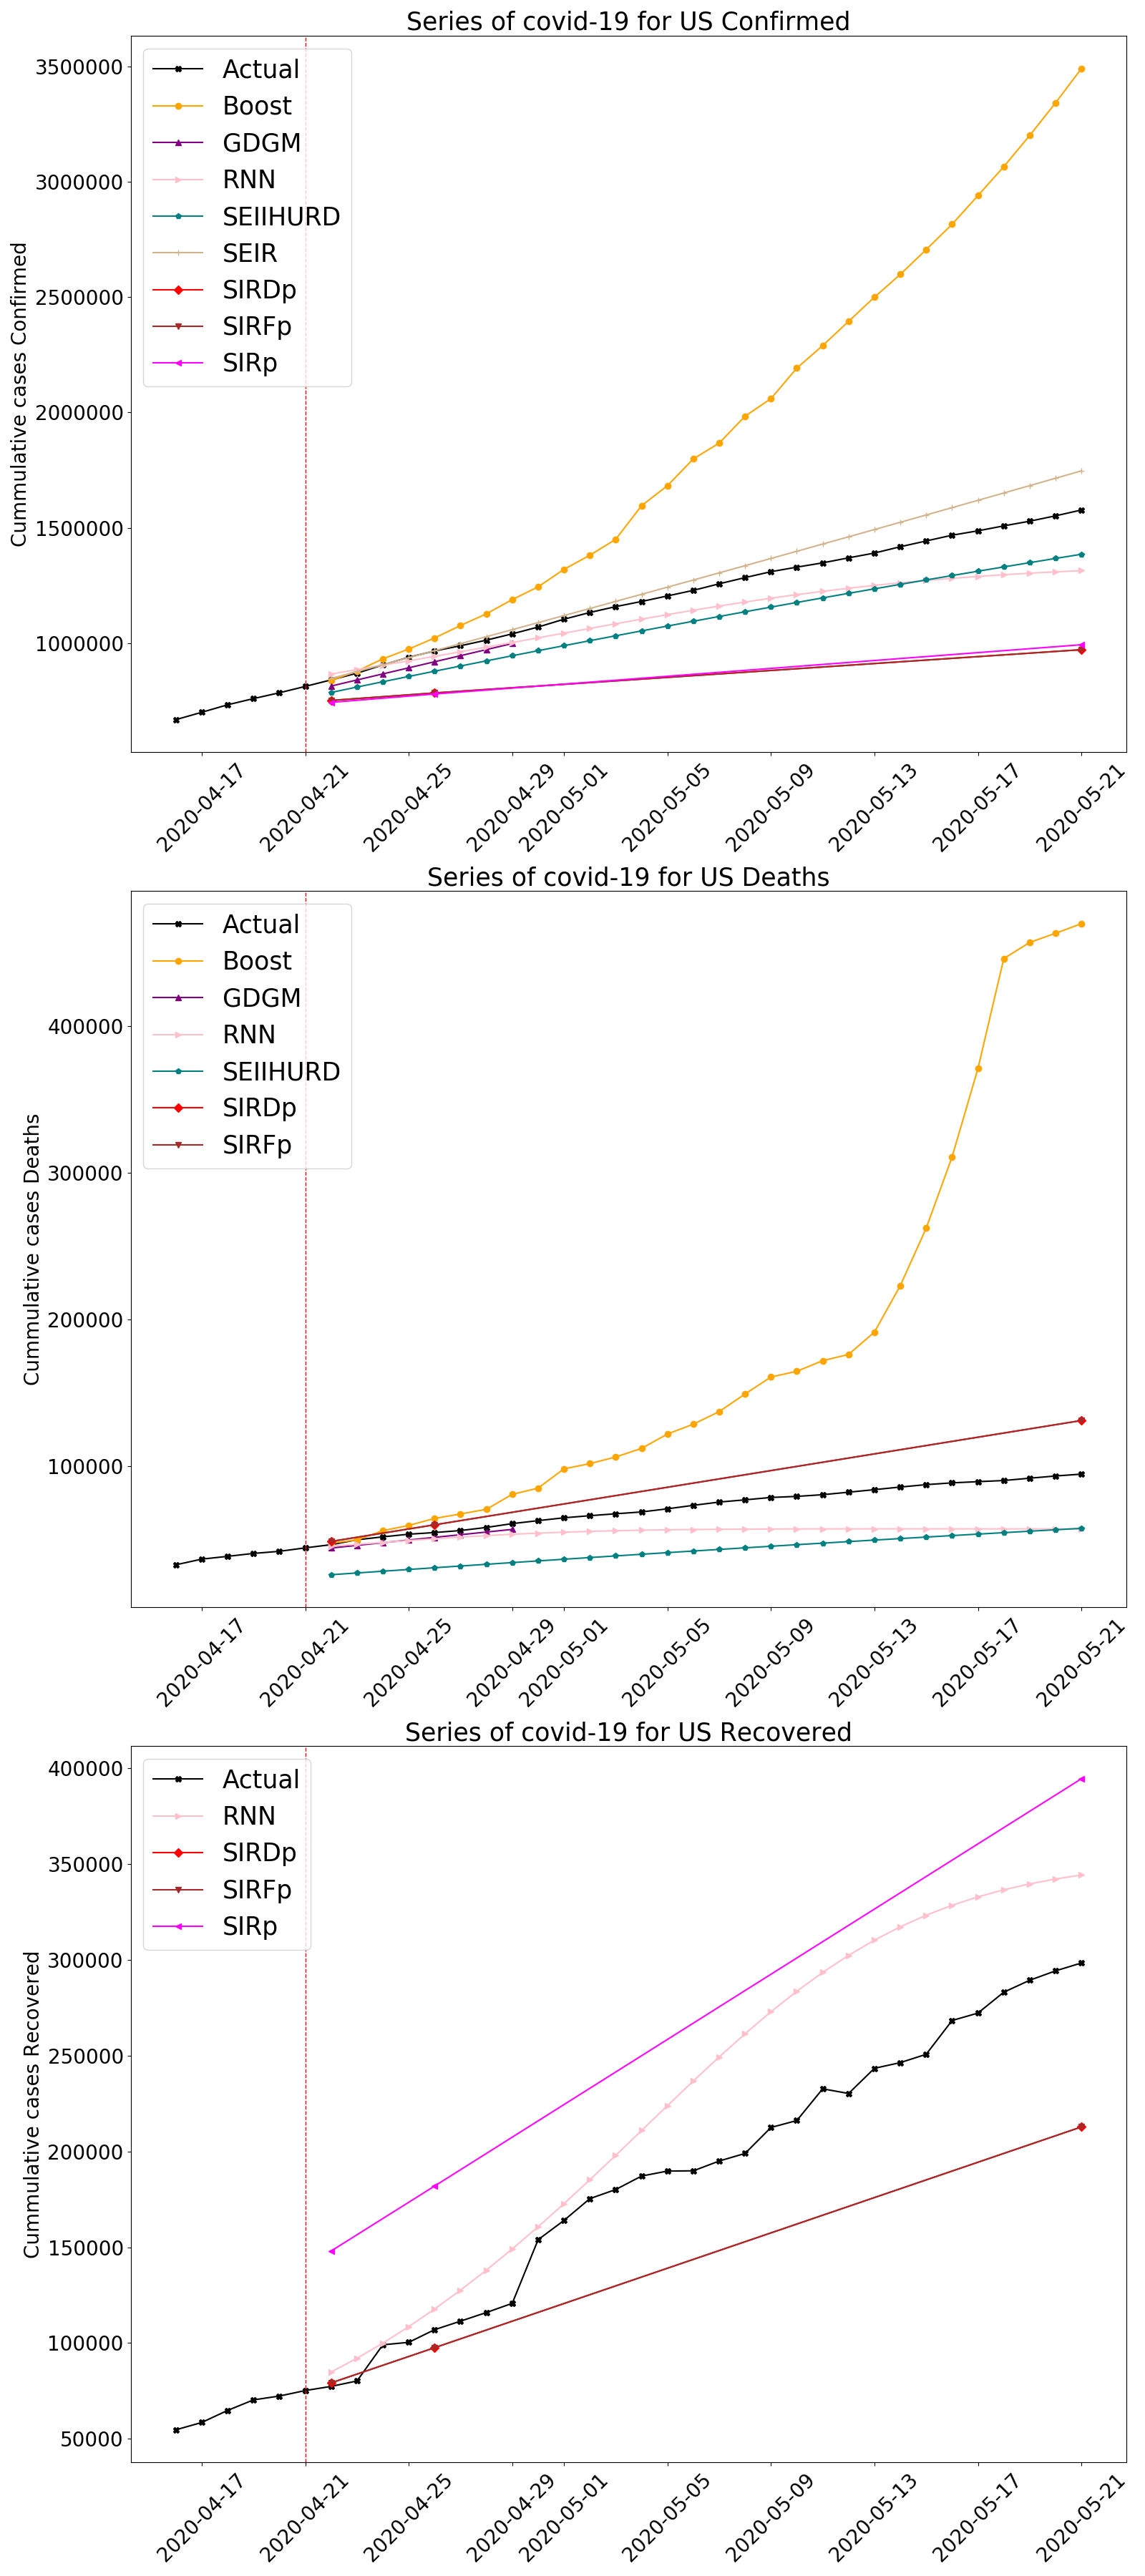 Series of covid-19 for US Confirmed
Cummulative cases Confirmed
3500000
3000000
2500000
2000000
1500000
1000000
Actual
Boost
GDGM
RNN
SEIIHURD
SEIR
SIRDp
SIRFp
SIRp
2020-04-17
2020-04-21
2020-04-25
2020-04-29
2020-05-01
2020-05-05
2020-05-09
2020-05-13
2020-05-17
2020-05-21
Series of covid-19 for US Deaths
Cummulative cases Deaths
400000
300000
200000
100000
Actual
Boost
GDGM
RNN
SEIIHURD
SIRDp
SIRFp
2020-04-17
2020-04-21
2020-04-25
2020-04-29
2020-05-01
2020-05-05
2020-05-09
2020-05-13
2020-05-17
2020-05-21
Series of covid-19 for US Recovered
Cummulative cases Recovered
400000
350000
300000
250000
200000
150000
100000
50000
Actual
RNN
SIRDp
SIRFp
SIRp
2020-04-17
2020-04-21
2020-04-25
2020-04-29
2020-05-01
2020-05-05
2020-05-09
2020-05-13
2020-05-17
2020-05-21